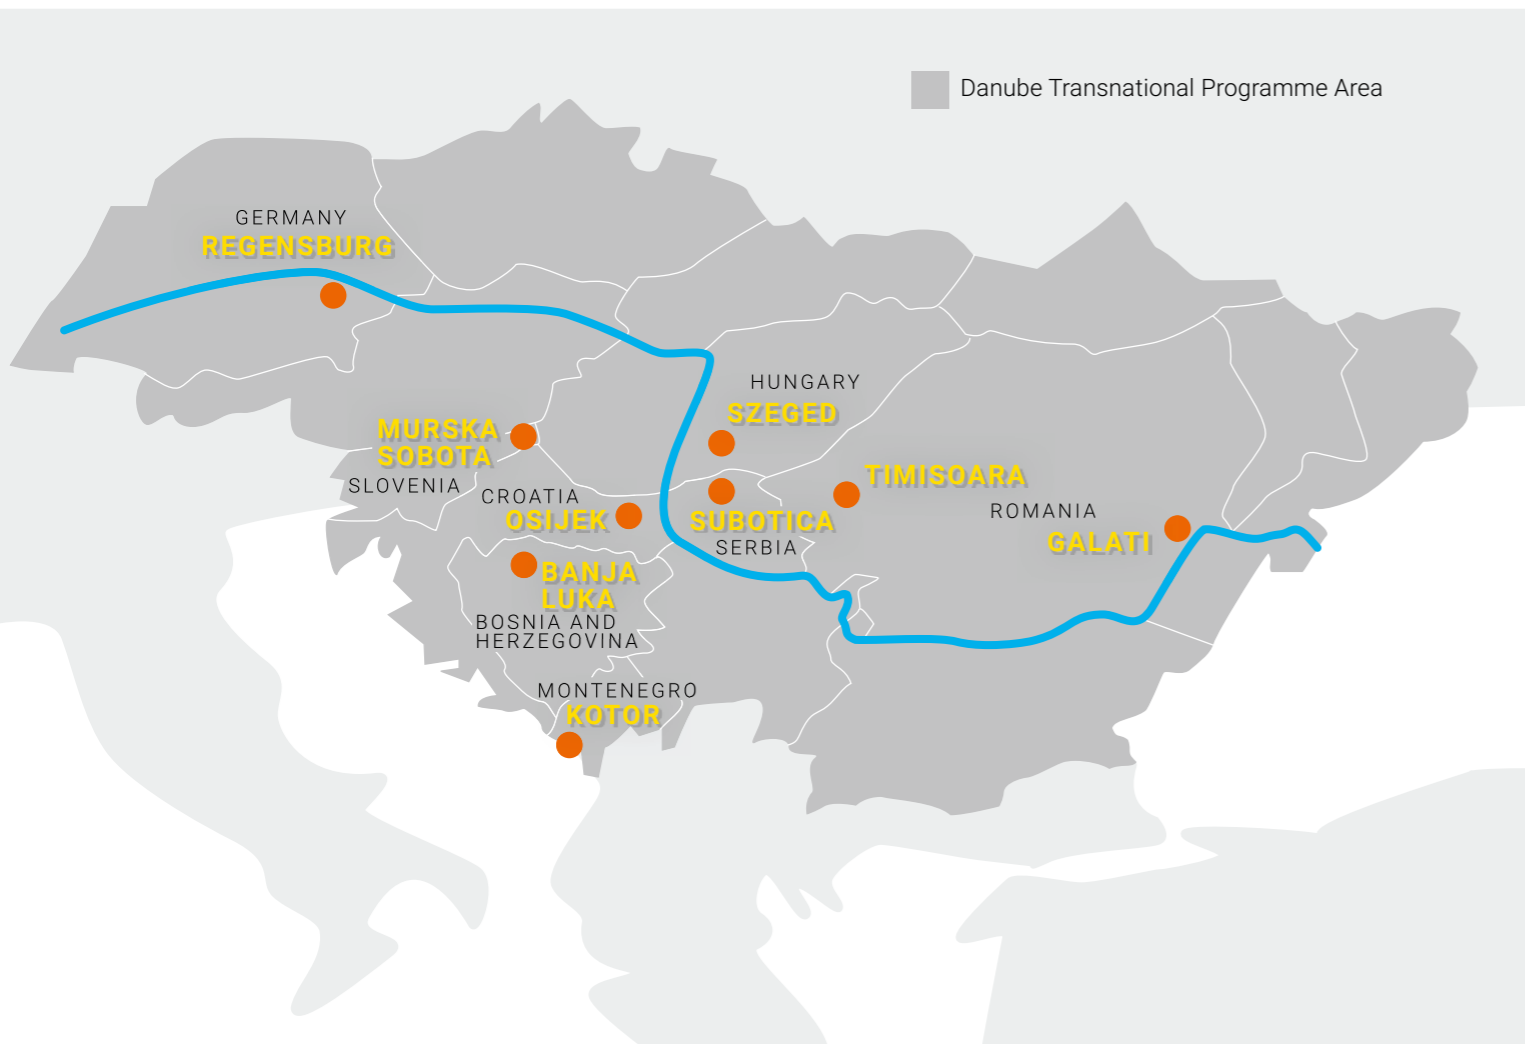 Danube Transnational Programme Area
GERMANY
REGENSBURG
HUNGARY
SZEGED
MURSKA
SOBOTA
SLOVENIA
CROATIA
OSIJEK
SUBOTICA
SERBIA
TIMISOARA
ROMANIA
GALATI
BANJA
LUKA
BOSNIA AND
HERZEGOVINA
MONTENEGRO
KOTOR